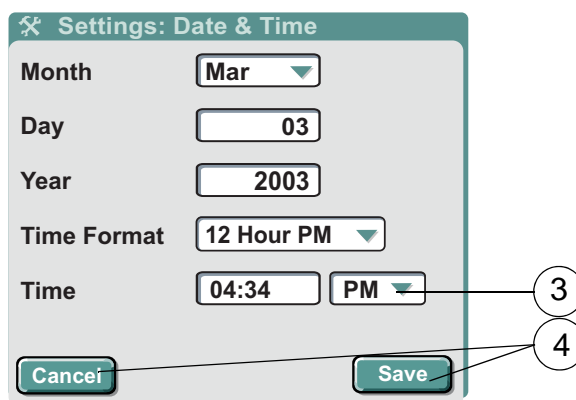 Settings: Date & Time
Month Mar
Day 03
Year 2003
Time Format 12 Hour PM
Time 04:34 PM
3
4
Cancel Save